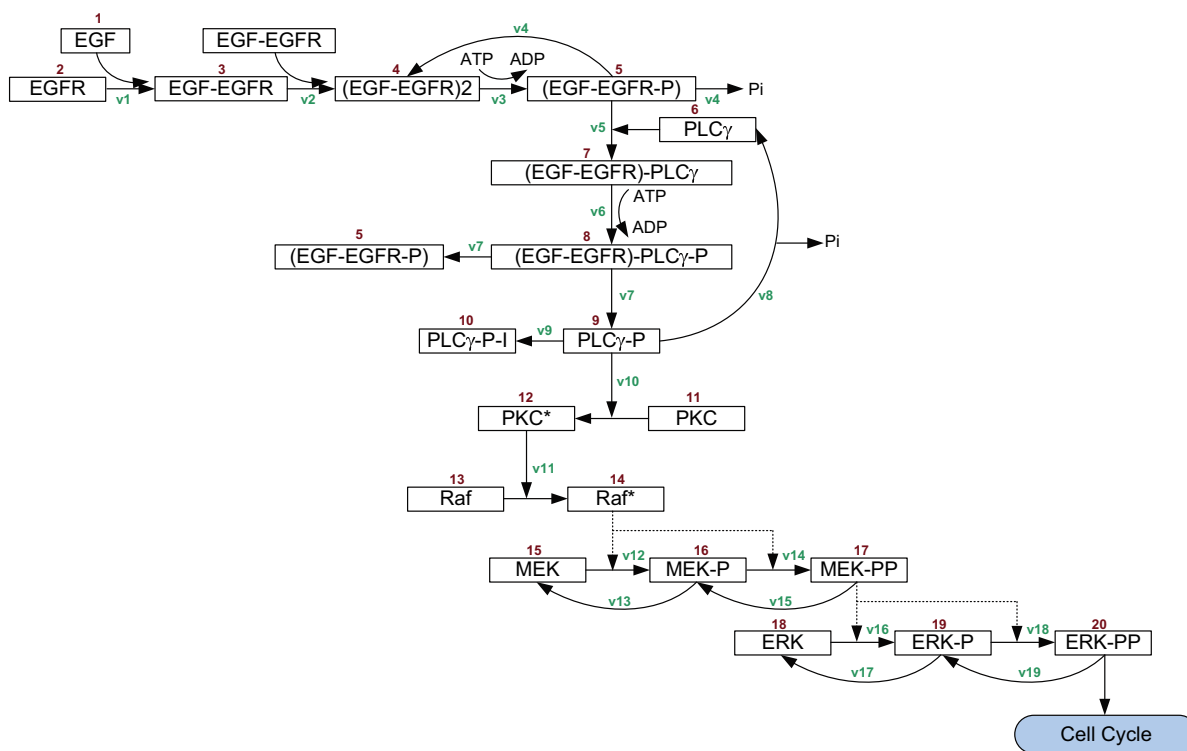 1
EGF
EGF-EGFR
v4
ATP
ADP
2
EGFR
v1
3
EGF-EGFR
v2
4
(EGF-EGFR)2
v3
5
(EGF-EGFR-P)
v4
Pi
v5
6
PLCγ
7
(EGF-EGFR)-PLCγ
v6
ATP
ADP
5
(EGF-EGFR-P)
v7
8
(EGF-EGFR)-PLCγ-P
Pi
v7
v8
10
PLCγ-P-I
v9
9
PLCγ-P
v10
12
PKC*
11
PKC
v11
13
Raf
14
Raf*
15
MEK
v12
16
MEK-P
v14
17
MEK-PP
v13
v15
18
ERK
v16
19
ERK-P
v18
20
ERK-PP
v17
v19
Cell Cycle